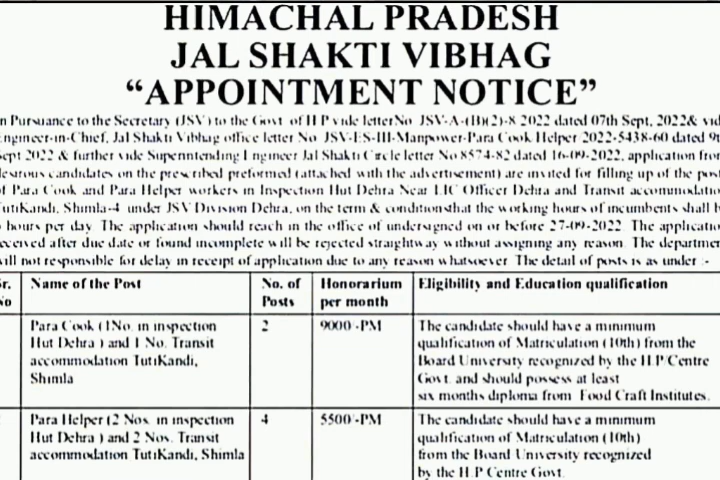 HIMACHAL PRADESH
JAL SHAKTI VIBHAG
“APPOINTMENT NOTICE”
n Pursuance to the Secretary (JSV) to the Govt. of H P vide letter No. JSV-A-(B)(2)-8/2022 dated 07th Sept, 2022& vid
Engineer-in-Chief, Jal Shakti Vibhag office letter No JSV-ES-III-Manpower-Para Cook Helper/2022-5438-60 dated 9t
Sept 2022 & further vide Superintending Engineer Jal Shakti Circle letter No 8574-82 dated 16-09-2022, application from
desirous candidates on the prescribed preformed (attached with the advertisement) are invited for filling up of the post
of Para Cook and Para Helper workers in Inspection Hut Dehra Near LIC Officer Dehra and Transit accommodatio
TutiKandi, Shimla-4 under JSV Division Dehra, on the term & conditionsthat the working hours of incumbents shall b
hours per day. The application should reach in the office of undersigned on or before 27-09-2022. The applicatio
eceived after due date or found incomplete will be rejected straightway without assigning any reason. The departmen
will not responsible for delay in receipt of application due to any reason whatsoever. The detail of posts is as under :-
Sr. No
Name of the Post
No. of Posts
Honorarium per month
Eligibility and Education qualification
Para Cook (1No. in inspection
Hut Dehra ) and 1 No. Transit
accommodation TutiKandi,
Shimla
2
9000/-PM
The candidate should have a minimum
qualification of Matriculation (10th) from the
Board University recognized by the H.P Centre
Govt. and should possess at least
six months diploma from Food Craft Institutes.
Para Helper (2 Nos. in inspection
Hut Dehra ) and 2 Nos. Transit
accommodation TutiKandi, Shimla
4
5500/-PM
The candidate should have a minimum
qualification of Matriculation (10th)
from the Board University recognized
by the H.P Centre Govt.